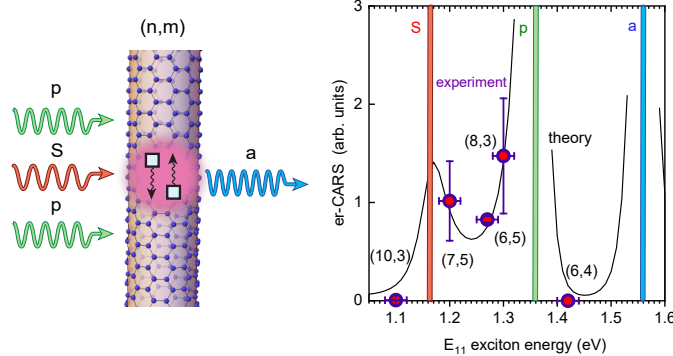 (n,m)
p
S
p
a
S
p
a
experiment
theory
(8,3)
(10,3)
(7,5)
(6,5)
(6,4)
er-CARS (arb. units)
3
2
1
0
1.1
1.2
1.3
1.4
1.5
1.6
E₁₁ exciton energy (eV)